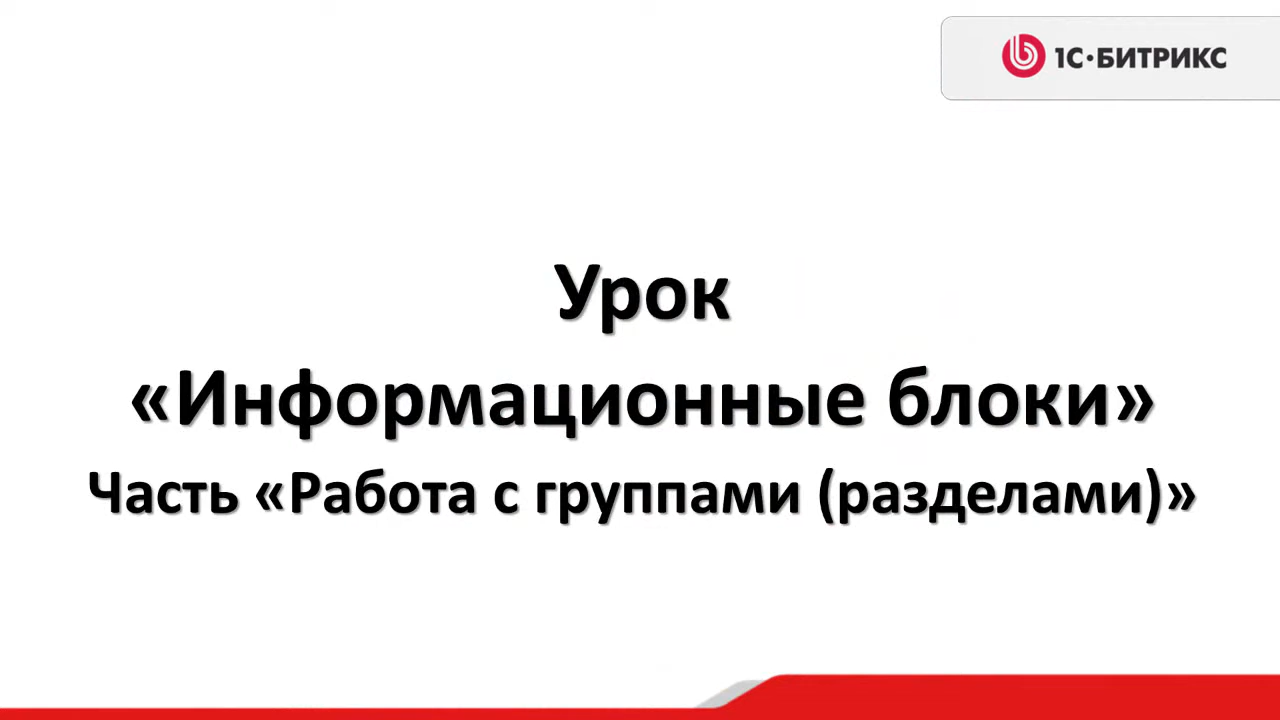 1С•БИТРИКС
Урок
«Информационные блоки»
Часть «Работа с группами (разделами)»